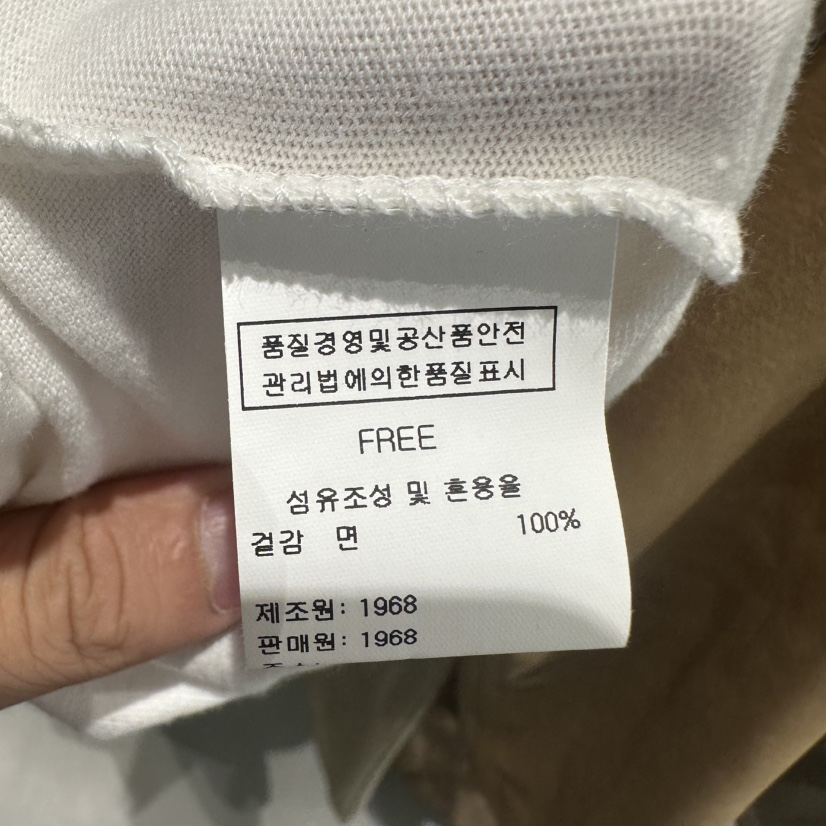 품질경영및공산품안전
관리법에의한품질표시
FREE
섬유조성 및 혼용율
겉감 면 100%
제조원: 1968
판매원: 1968